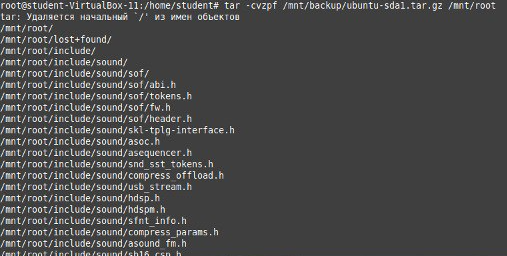 root@student-VirtualBox-11:/home/student# tar -cvzpf /mnt/backup/ubuntu-sda1.tar.gz /mnt/root
tar: Удаляется начальный `/' из имен объектов
/mnt/root/
/mnt/root/lost+found/
/mnt/root/include/
/mnt/root/include/sound/
/mnt/root/include/sound/sof/
/mnt/root/include/sound/sof/abi.h
/mnt/root/include/sound/sof/tokens.h
/mnt/root/include/sound/sof/fw.h
/mnt/root/include/sound/sof/header.h
/mnt/root/include/sound/skl-tplg-interface.h
/mnt/root/include/sound/asoc.h
/mnt/root/include/sound/asequencer.h
/mnt/root/include/sound/snd_sst_tokens.h
/mnt/root/include/sound/compress_offload.h
/mnt/root/include/sound/usb_stream.h
/mnt/root/include/sound/hdsp.h
/mnt/root/include/sound/hdspm.h
/mnt/root/include/sound/sfnt_info.h
/mnt/root/include/sound/compress_params.h
/mnt/root/include/sound/asound_fm.h
/mnt/root/include/sound/sb16_csp.h